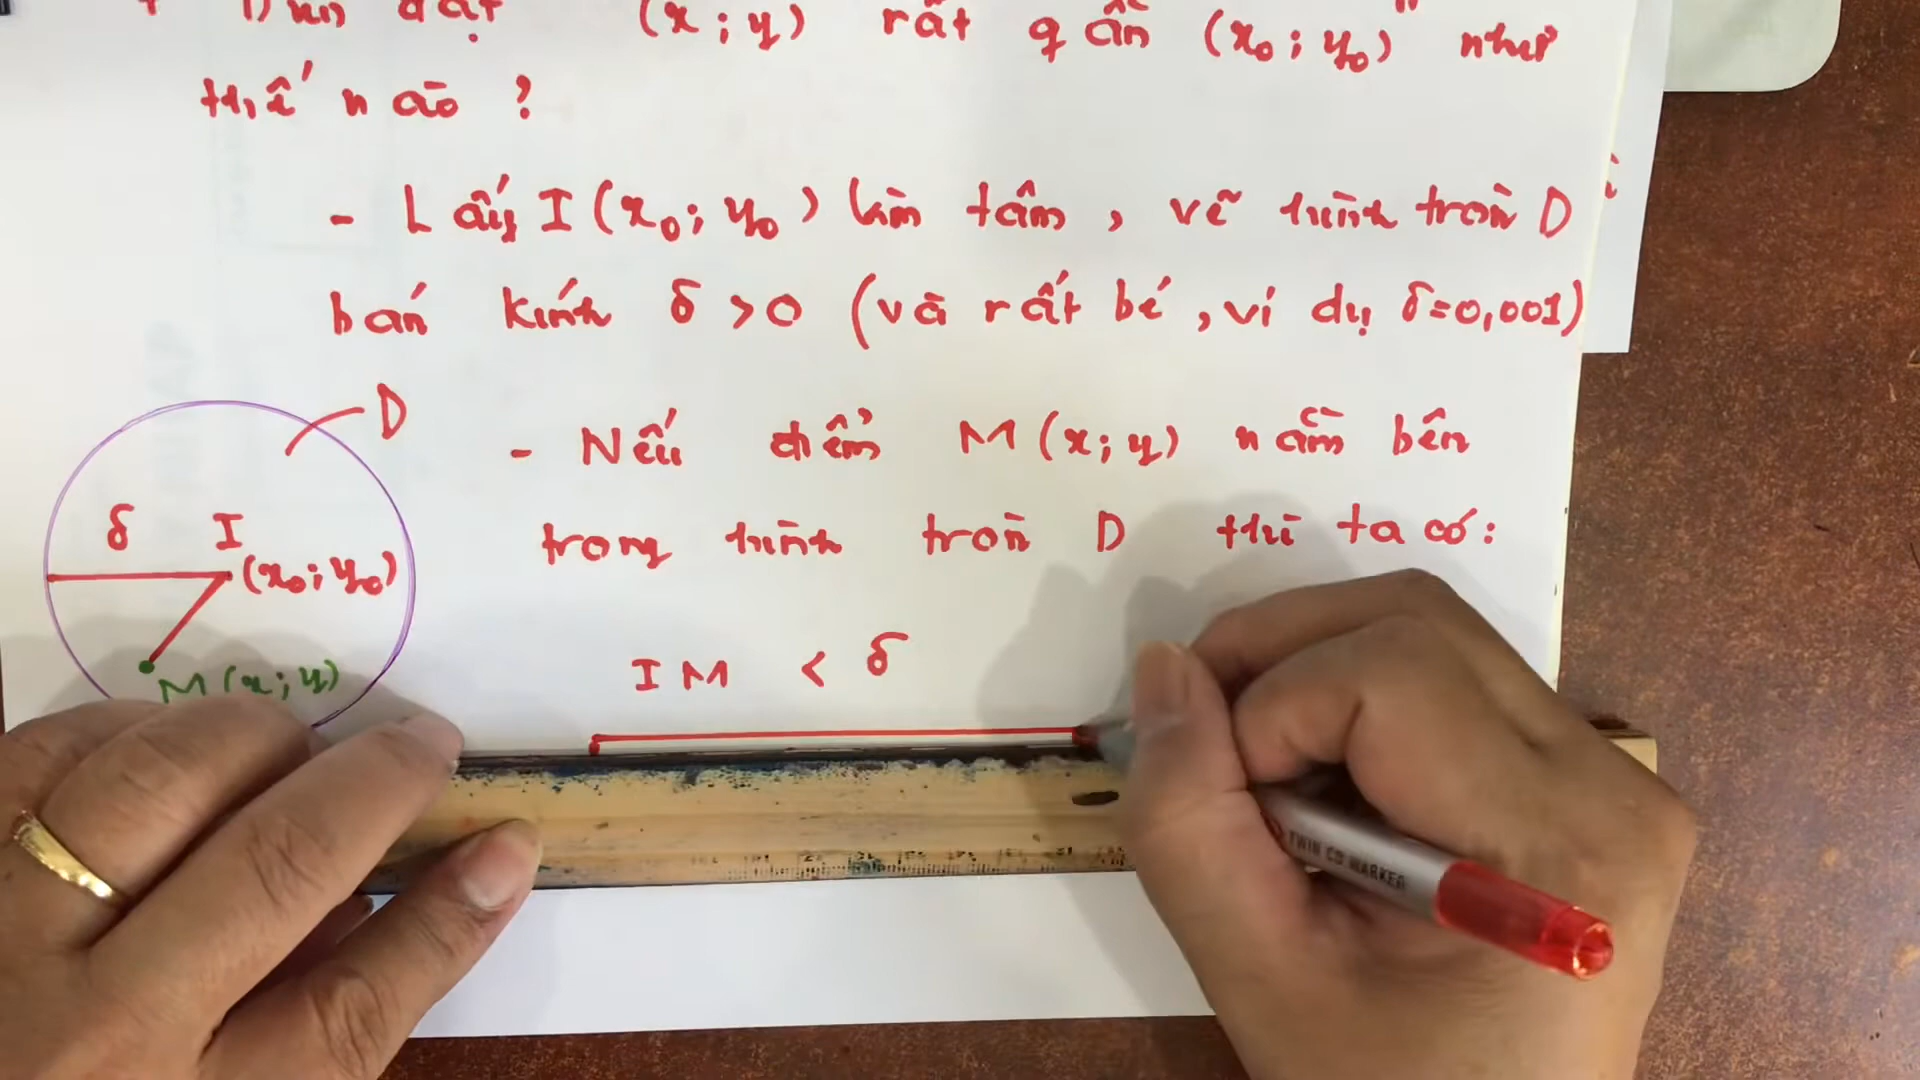 đạt (x; y) rất gần (x₀; y₀)" như
thế nào ?
- Lấy I(x₀; y₀) làm tâm, vẽ hình tròn D
bán kính δ > 0 (và rất bé, ví dụ δ=0,001)
D
- Nếu điểm M(x; y) nằm bên
trong hình tròn D thì ta có:
δ I
(x₀; y₀)
M(x; y)
IM < δ
TWIN CD MARKER